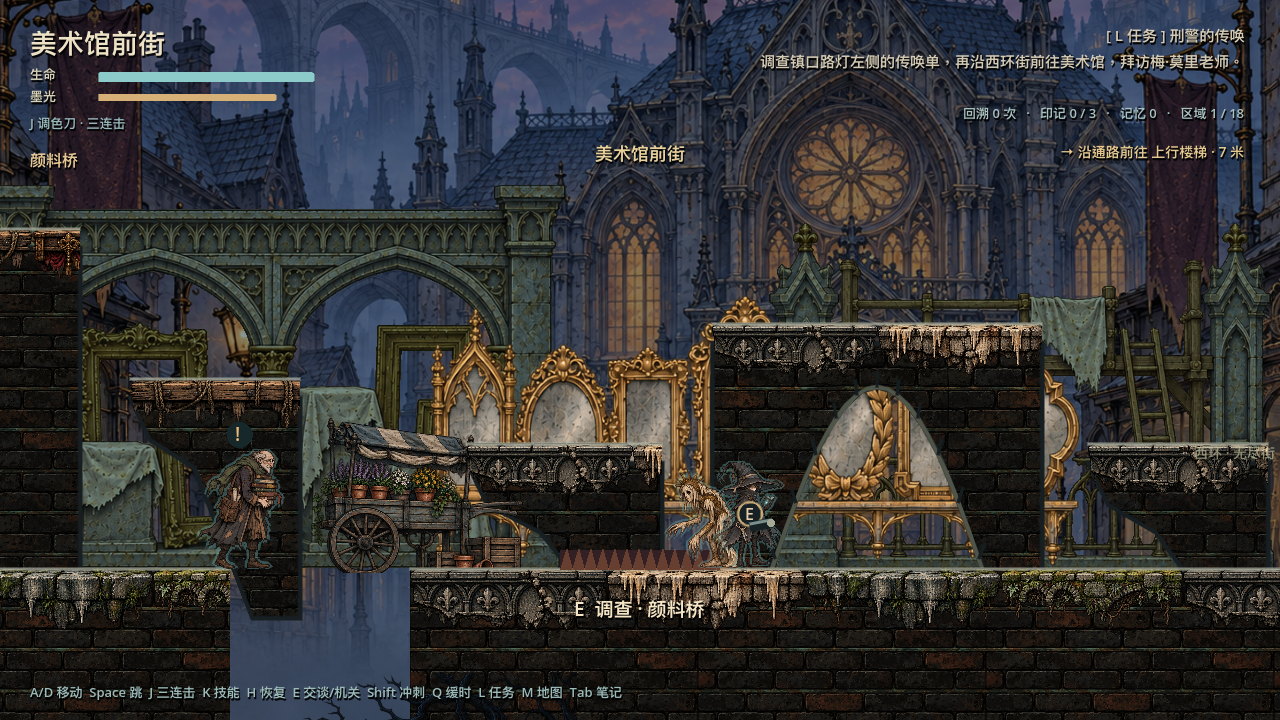 美术馆前街
生命
墨光
J 调色刀 · 三连击
颜料桥
[ L 任务 ] 刑警的传唤
调查镇口路灯左侧的传唤单，再沿西环街前往美术馆，拜访梅·莫里老师。
回溯 0 次 · 印记 0 / 3 · 记忆 0 · 区域 1 / 18
→ 沿通路前往 上行楼梯 · 7 米
美术馆前街
!
西环·无尽街
E
E 调查 · 颜料桥
A/D 移动 Space 跳 J 三连击 K 技能 H 恢复 E 交谈/机关 Shift 冲刺 Q 缓时 L 任务 M 地图 Tab 笔记